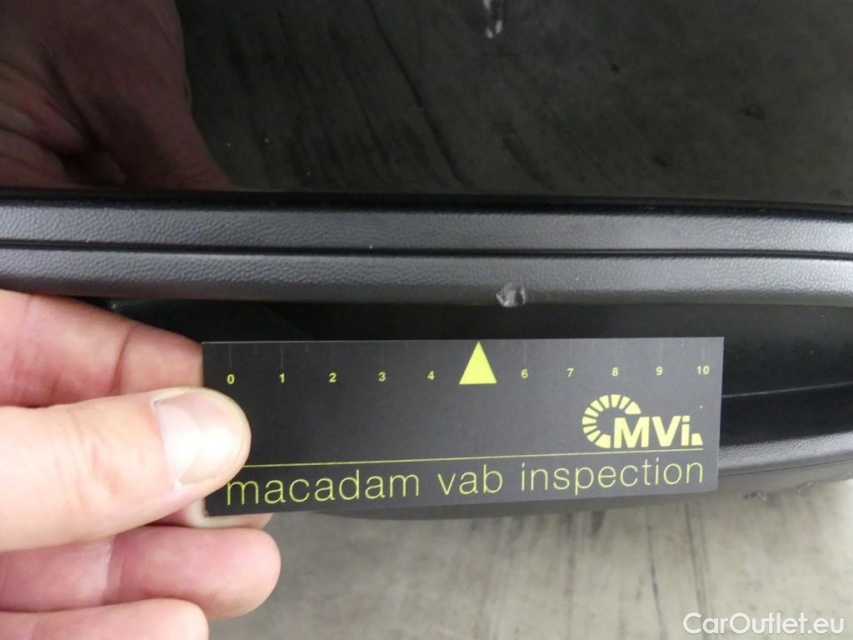 0 1 2 3 4 6 7 8 9 10
MVi.
macadam vab inspection
CarOutlet.eu